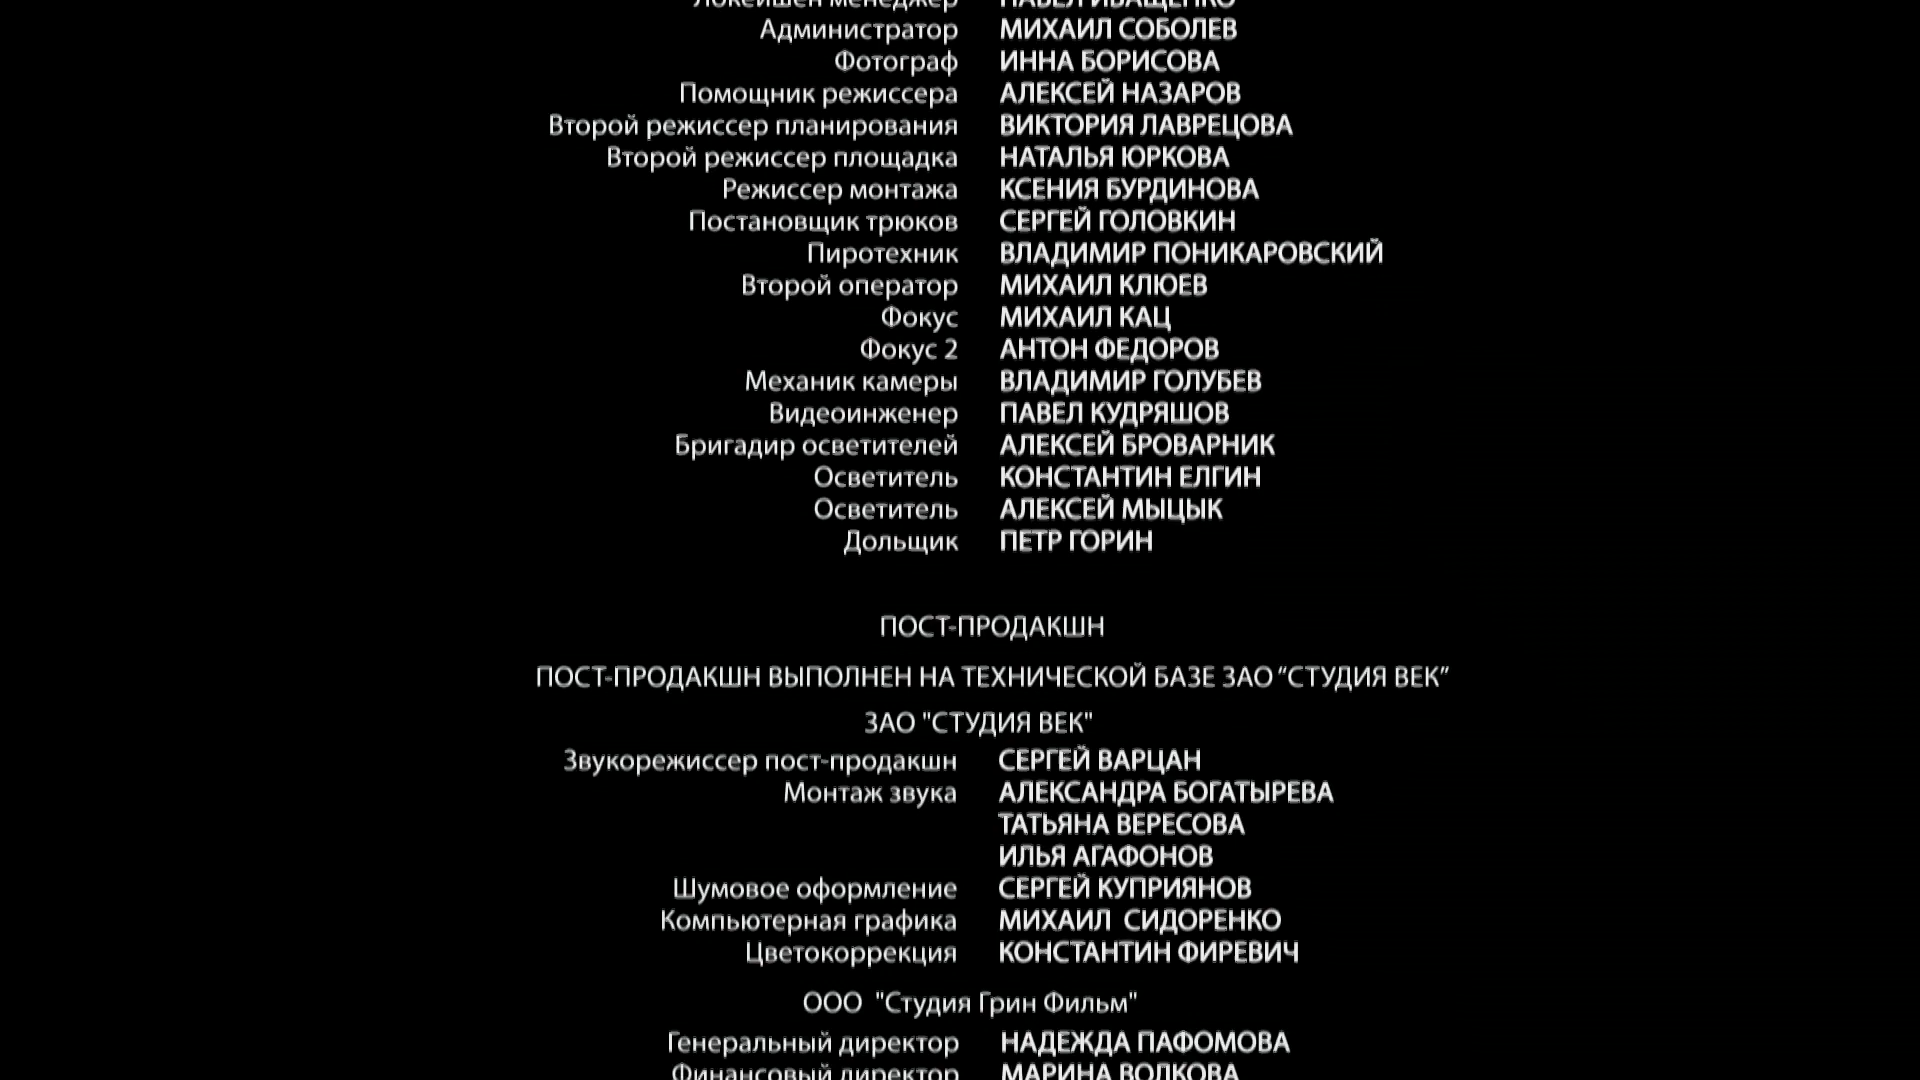 Локейшен менеджер ПАВЕЛ ИВАЩЕНКО
Администратор МИХАИЛ СОБОЛЕВ
Фотограф ИННА БОРИСОВА
Помощник режиссера АЛЕКСЕЙ НАЗАРОВ
Второй режиссер планирования ВИКТОРИЯ ЛАВРЕЦОВА
Второй режиссер площадка НАТАЛЬЯ ЮРКОВА
Режиссер монтажа КСЕНИЯ БУРДИНОВА
Постановщик трюков СЕРГЕЙ ГОЛОВКИН
Пиротехник ВЛАДИМИР ПОНИКАРОВСКИЙ
Второй оператор МИХАИЛ КЛЮЕВ
Фокус МИХАИЛ КАЦ
Фокус 2 АНТОН ФЕДОРОВ
Механик камеры ВЛАДИМИР ГОЛУБЕВ
Видеоинженер ПАВЕЛ КУДРЯШОВ
Бригадир осветителей АЛЕКСЕЙ БРОВАРНИК
Осветитель КОНСТАНТИН ЕЛГИН
Осветитель АЛЕКСЕЙ МЫЦЫК
Дольщик ПЕТР ГОРИН
ПОСТ-ПРОДАКШН
ПОСТ-ПРОДАКШН ВЫПОЛНЕН НА ТЕХНИЧЕСКОЙ БАЗЕ ЗАО “СТУДИЯ ВЕК”
ЗАО "СТУДИЯ ВЕК"
Звукорежиссер пост-продакшн СЕРГЕЙ ВАРЦАН
Монтаж звука АЛЕКСАНДРА БОГАТЫРЕВА
ТАТЬЯНА ВЕРЕСОВА
ИЛЬЯ АГАФОНОВ
Шумовое оформление СЕРГЕЙ КУПРИЯНОВ
Компьютерная графика МИХАИЛ СИДОРЕНКО
Цветокоррекция КОНСТАНТИН ФИРЕВИЧ
ООО "Студия Грин Фильм"
Генеральный директор НАДЕЖДА ПАФОМОВА
Финансовый директор МАРИНА ВОЛКОВА